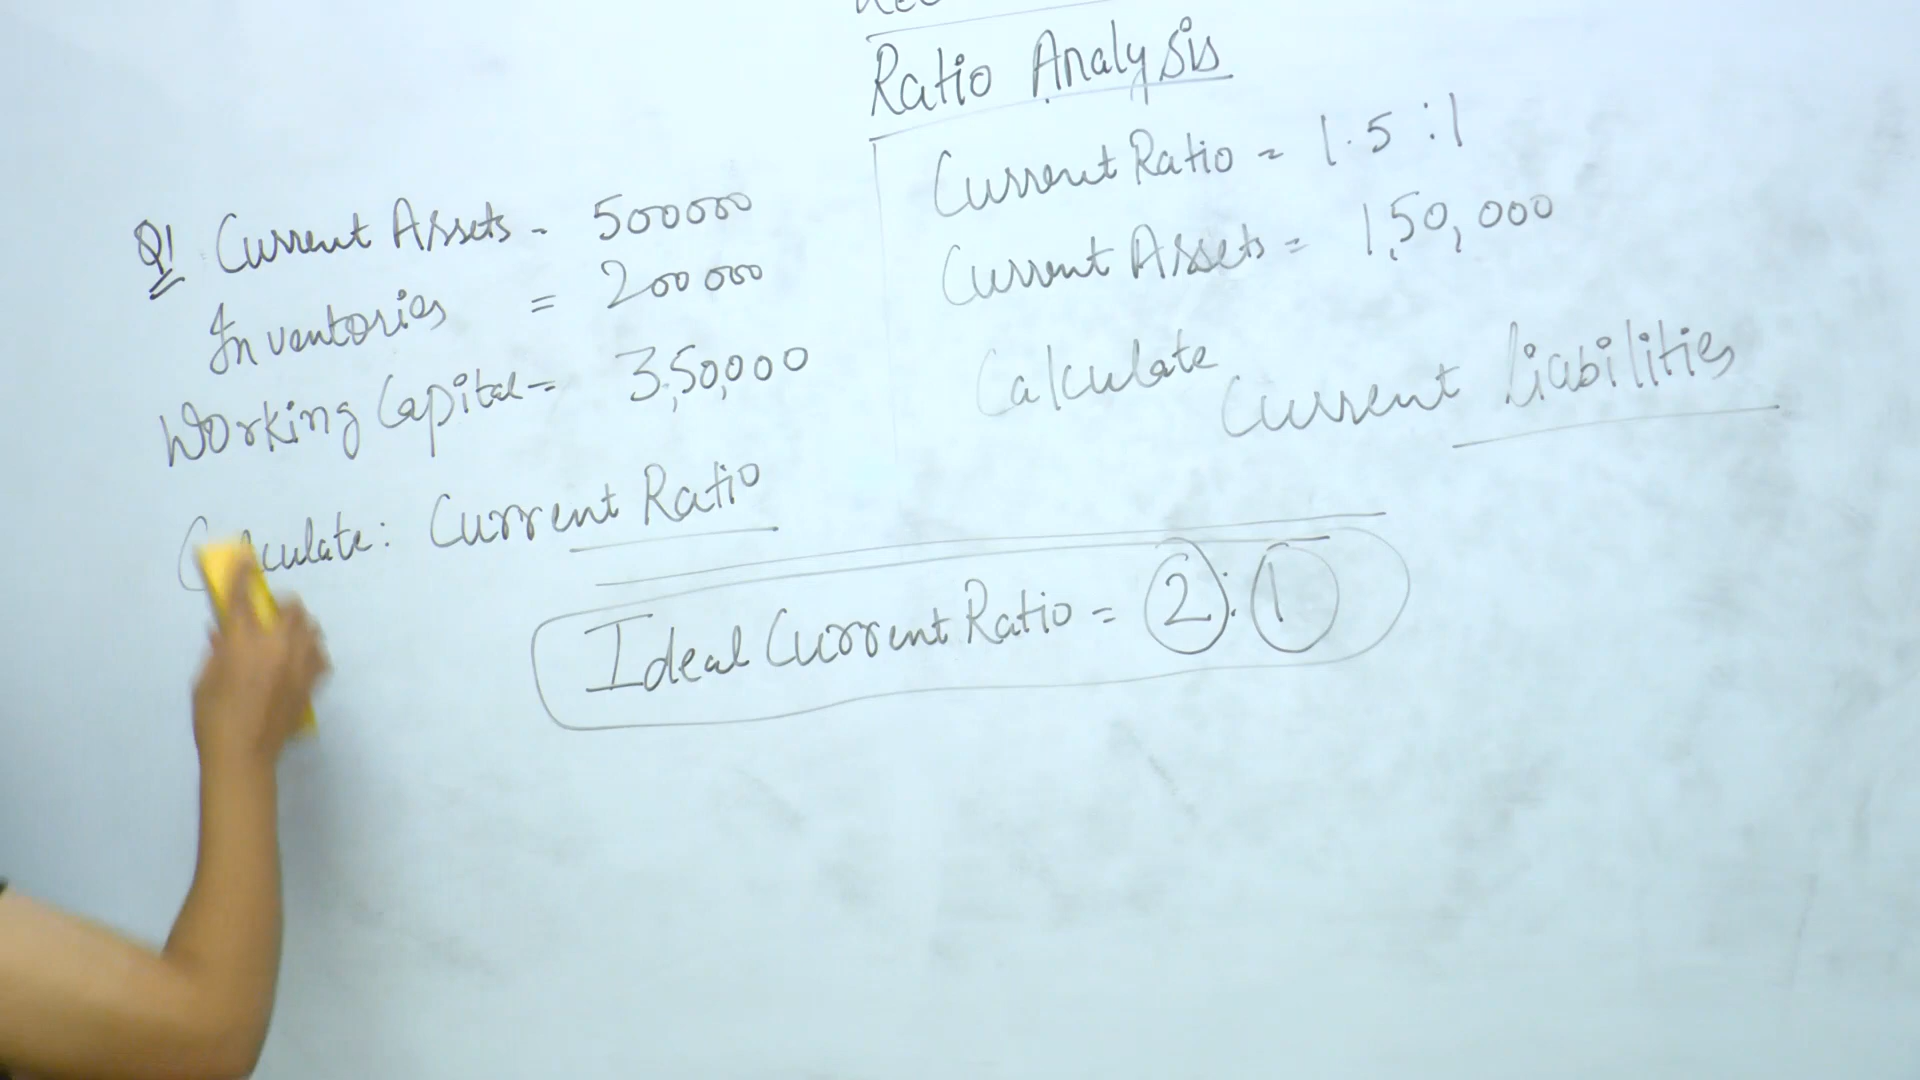 Ratio Analysis
Q1 Current Assets - 500000
Inventories = 200000
Working Capital = 3,50,000
Calculate: Current Ratio
Current Ratio = 1.5:1
Current Assets = 1,50,000
Calculate Current Liabilities
Ideal Current Ratio = 2:1